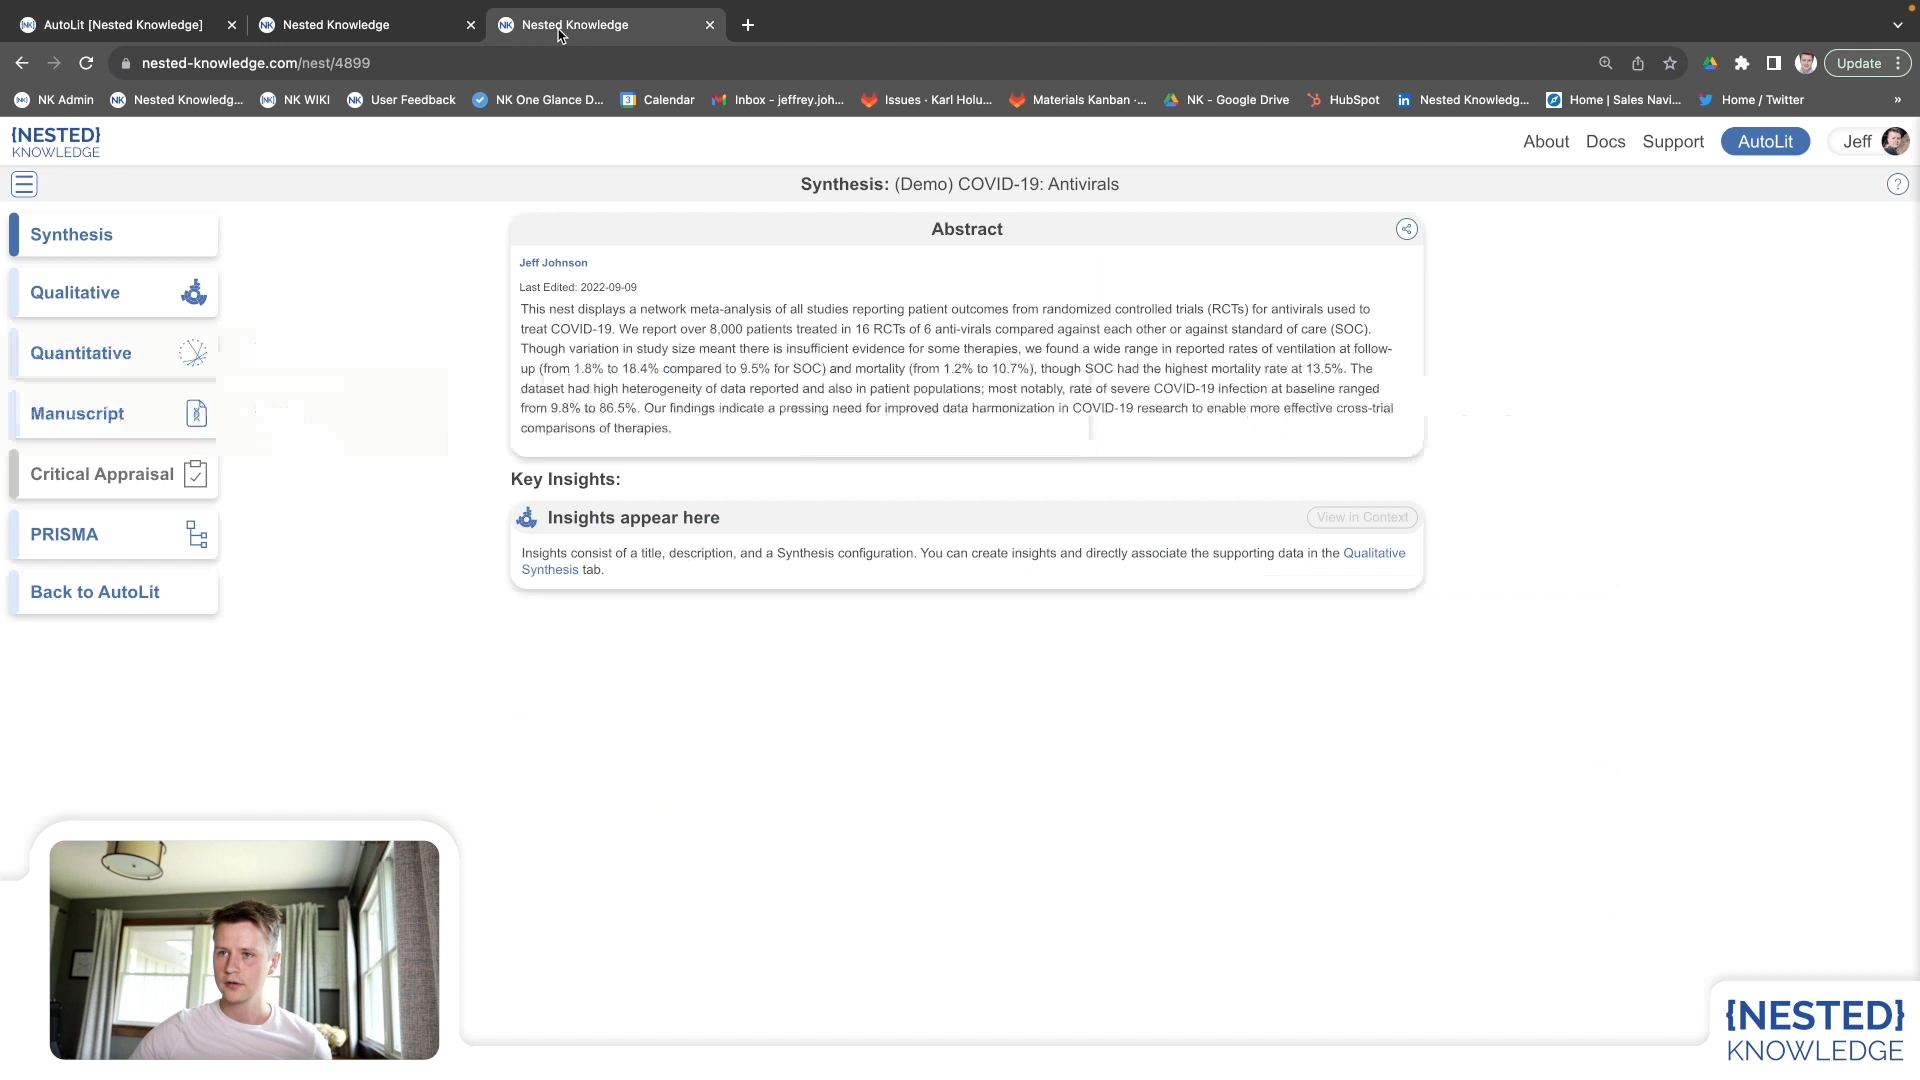 AutoLit [Nested Knowledge]
Nested Knowledge
Nested Knowledge
nested-knowledge.com/nest/4899
Update
NK Admin
Nested Knowledg...
NK WIKI
User Feedback
NK One Glance D...
Calendar
Inbox - jeffrey.joh...
Issues · Karl Holu...
Materials Kanban ·...
NK - Google Drive
HubSpot
Nested Knowledg...
Home | Sales Navi...
Home / Twitter
»
{NESTED}
KNOWLEDGE
About
Docs
Support
AutoLit
Jeff
Synthesis: (Demo) COVID-19: Antivirals
?
Synthesis
Qualitative
Quantitative
Manuscript
Critical Appraisal
PRISMA
Back to AutoLit
Abstract
Jeff Johnson
Last Edited: 2022-09-09
This nest displays a network meta-analysis of all studies reporting patient outcomes from randomized controlled trials (RCTs) for antivirals used to
treat COVID-19. We report over 8,000 patients treated in 16 RCTs of 6 anti-virals compared against each other or against standard of care (SOC).
Though variation in study size meant there is insufficient evidence for some therapies, we found a wide range in reported rates of ventilation at follow-
up (from 1.8% to 18.4% compared to 9.5% for SOC) and mortality (from 1.2% to 10.7%), though SOC had the highest mortality rate at 13.5%. The
dataset had high heterogeneity of data reported and also in patient populations; most notably, rate of severe COVID-19 infection at baseline ranged
from 9.8% to 86.5%. Our findings indicate a pressing need for improved data harmonization in COVID-19 research to enable more effective cross-trial
comparisons of therapies.
Key Insights:
Insights appear here
View in Context
Insights consist of a title, description, and a Synthesis configuration. You can create insights and directly associate the supporting data in the Qualitative
Synthesis tab.
{NESTED}
KNOWLEDGE